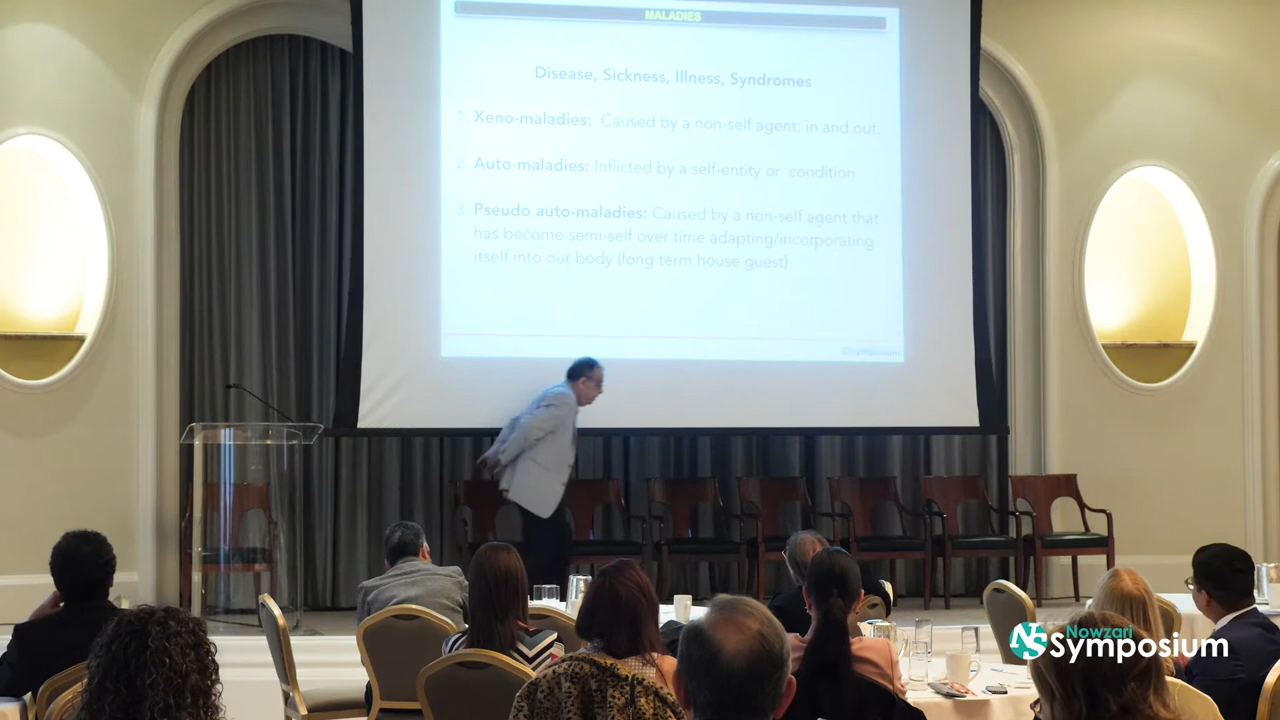 MALADIES
Disease, Sickness, Illness, Syndromes
1. Xeno-maladies: Caused by a non-self agent; in and out.
2. Auto-maladies: Inflicted by a self-entity or condition
3. Pseudo auto-maladies: Caused by a non-self agent that
has become semi-self over time adapting/incorporating
itself into our body (long term house guest)
NS Nowzari
Symposium